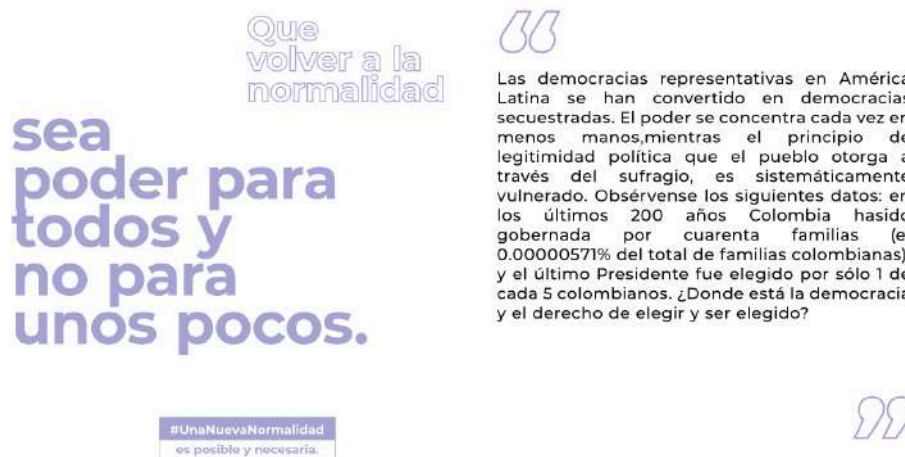 Que
volver a la
normalidad
sea
poder para
todos y
no para
unos pocos.
#UnaNuevaNormalidad
es posible y necesaria.
Las democracias representativas en América
Latina se han convertido en democracias
secuestradas. El poder se concentra cada vez en
menos manos,mientras el principio de
legitimidad política que el pueblo otorga a
través del sufragio, es sistemáticamente
vulnerado. Obsérvense los siguientes datos: en
los últimos 200 años Colombia hasido
gobernada por cuarenta familias (el
0.00000571% del total de familias colombianas)
y el último Presidente fue elegido por sólo 1 de
cada 5 colombianos. ¿Donde está la democracia
y el derecho de elegir y ser elegido?